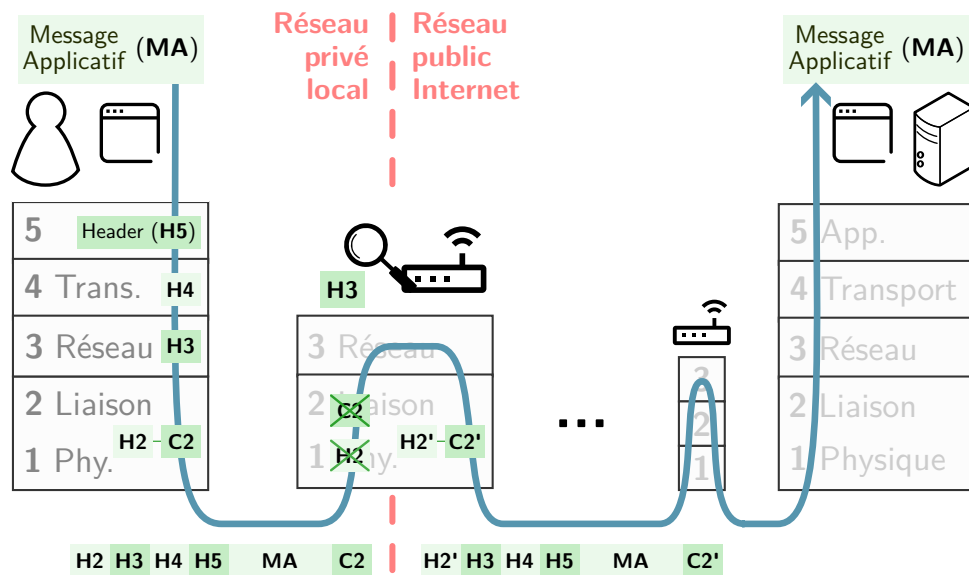 Message
Applicatif (MA)
Réseau
privé
local
Réseau
public
Internet
Message
Applicatif (MA)
5 Header (H5)
4 Trans. H4
3 Réseau H3
2 Liaison
H2 - C2
1 Phy.
H3
3 Réseau
2 Liaison
C2
1 Phy.
H2
H2' - C2'
...
3
2
1
5 App.
4 Transport
3 Réseau
2 Liaison
1 Physique
H2 H3 H4 H5 MA C2
H2' H3 H4 H5 MA C2'